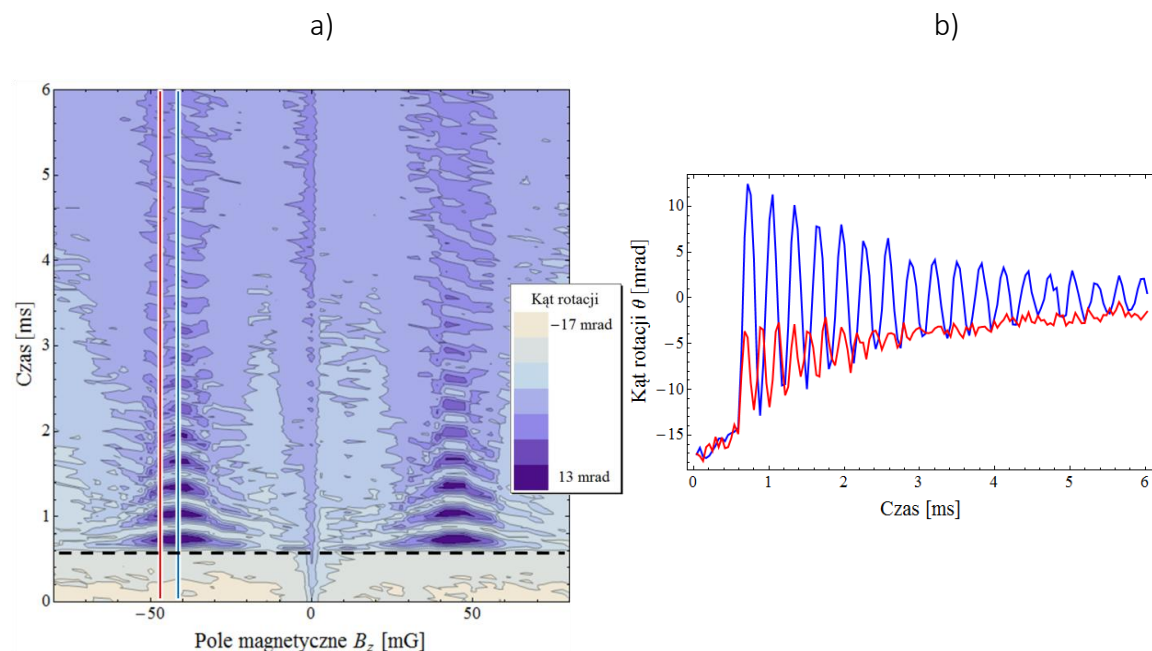 a)
b)
6
5
4
3
2
1
0
Czas [ms]
−50
0
50
Pole magnetyczne B_z [mG]
Kąt rotacji
−17 mrad
13 mrad
10
5
0
−5
−10
−15
Kąt rotacji θ [mrad]
0
1
2
3
4
5
6
Czas [ms]